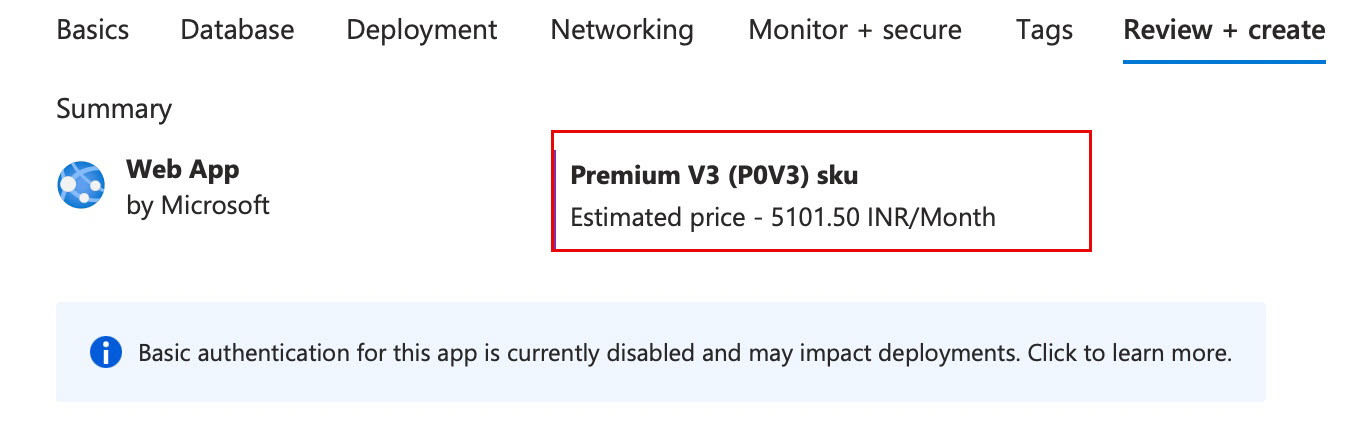 Basics Database Deployment Networking Monitor + secure Tags Review + create
Summary
Web App
by Microsoft
Premium V3 (P0V3) sku
Estimated price - 5101.50 INR/Month
Basic authentication for this app is currently disabled and may impact deployments. Click to learn more.